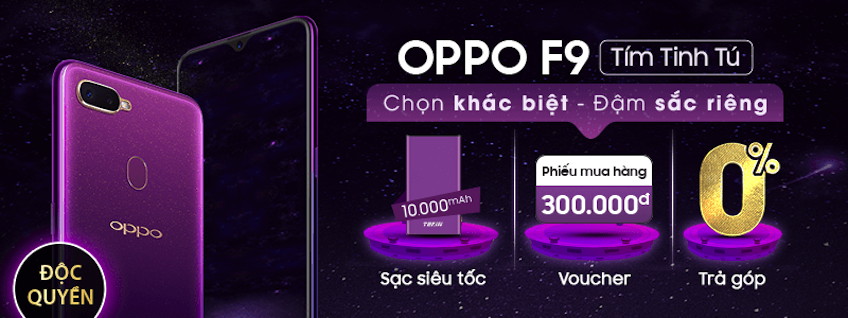 OPPO F9 Tím Tinh Tú
Chọn khác biệt - Đậm sắc riêng
oppo
ĐỘC
QUYỀN
10.000mAh
Sạc siêu tốc
Phiếu mua hàng
300.000đ
Voucher
0%
Trả góp